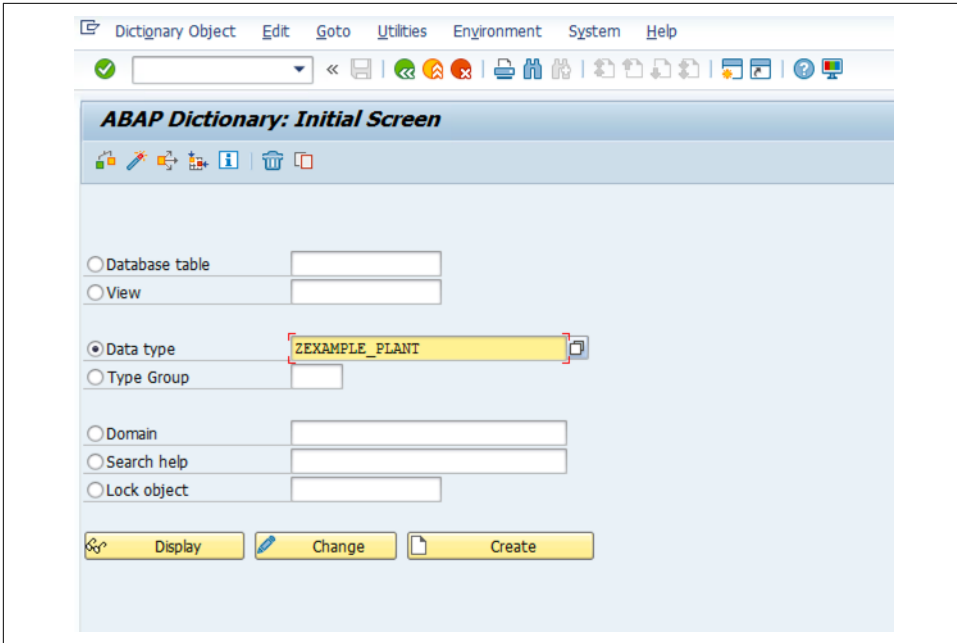 Dictionary Object Edit Goto Utilities Environment System Help
ABAP Dictionary: Initial Screen
Database table
View
Data type ZEXAMPLE_PLANT
Type Group
Domain
Search help
Lock object
Display Change Create